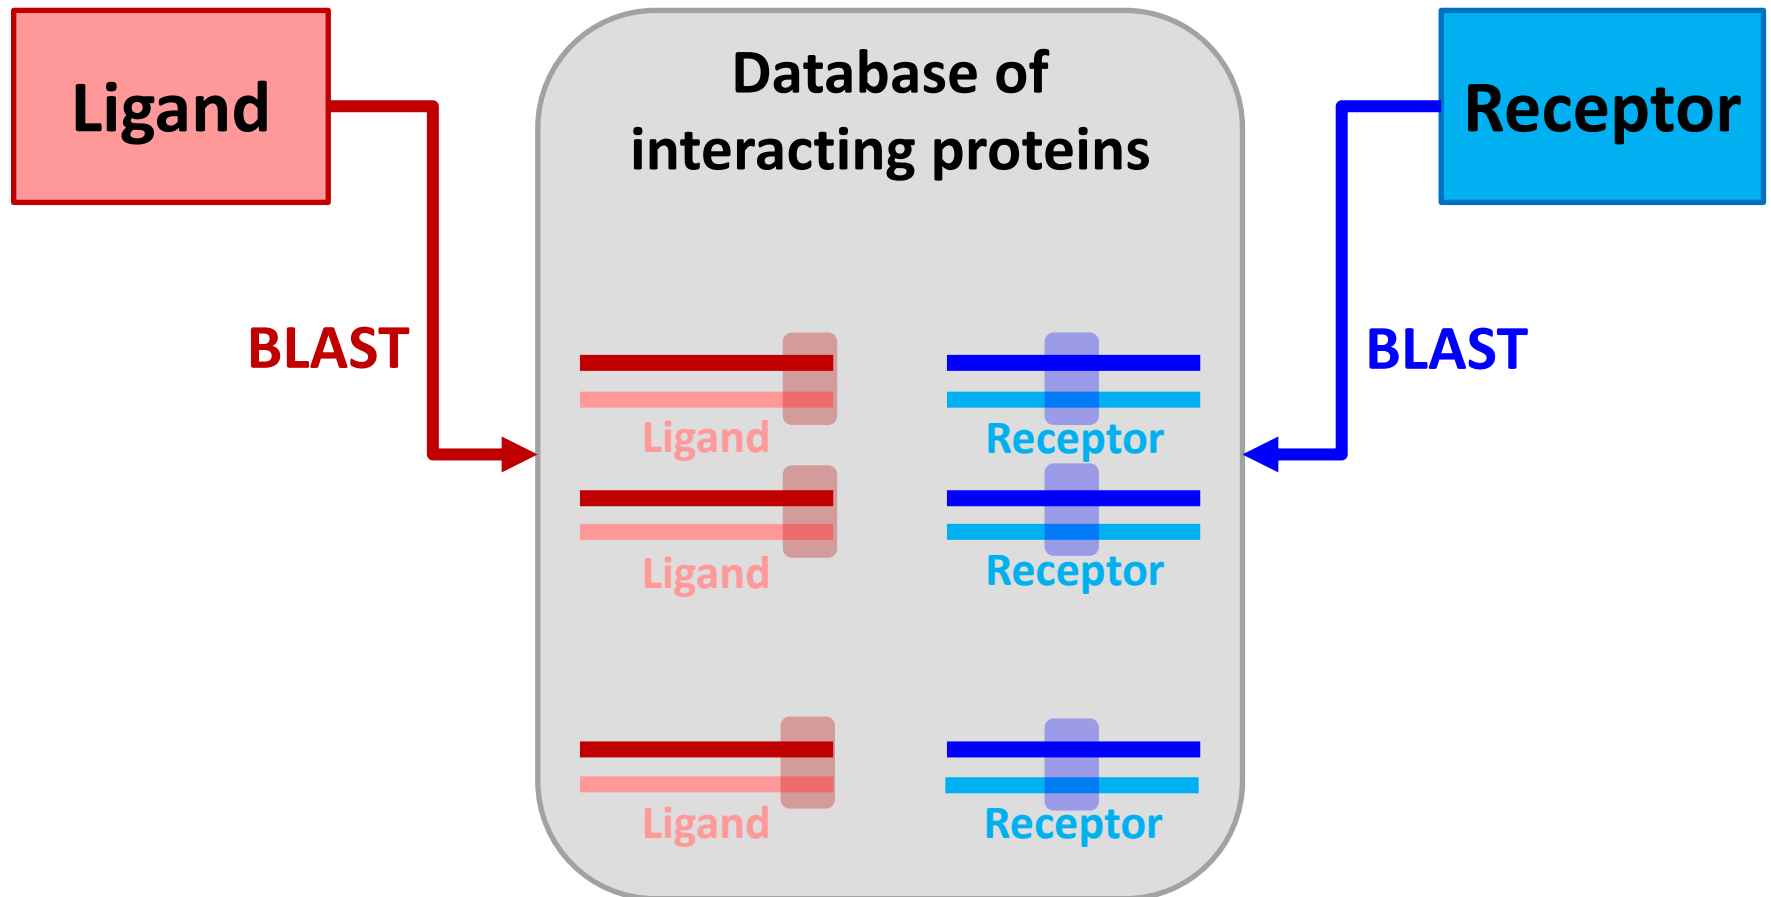 Ligand
Database of
interacting proteins
Receptor
BLAST
BLAST
Ligand
Receptor
Ligand
Receptor
Ligand
Receptor